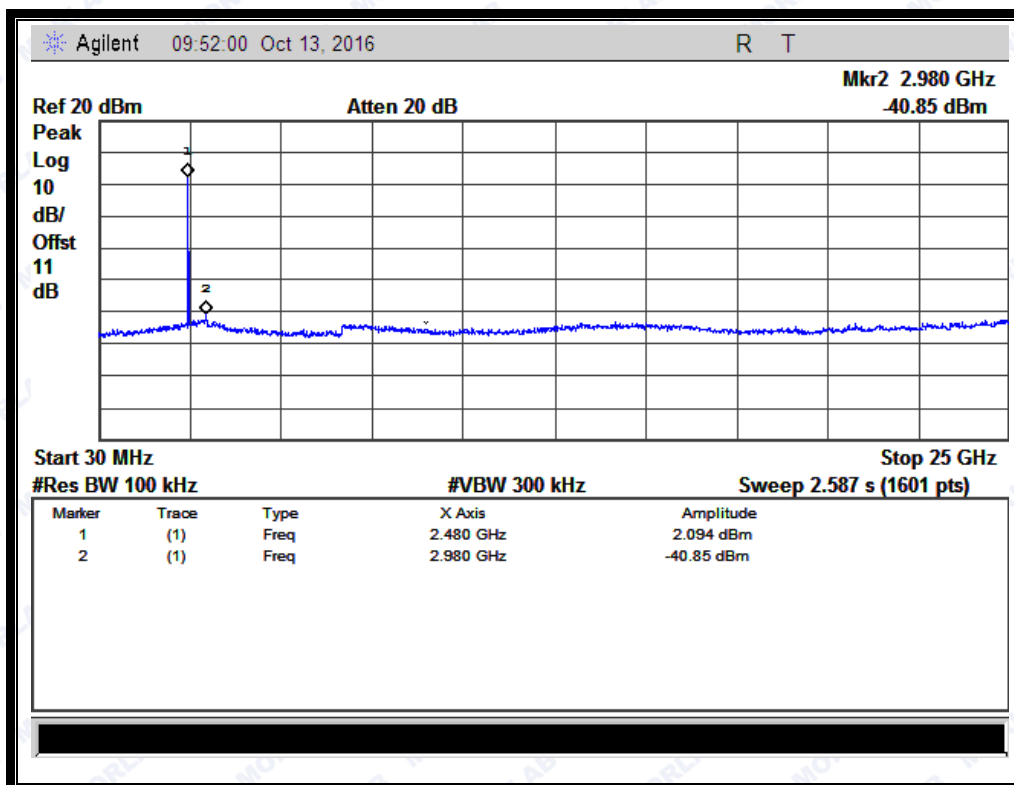 Agilent 09:52:00 Oct 13, 2016 R T
Mkr2 2.980 GHz
Ref 20 dBm Atten 20 dB -40.85 dBm
Peak
Log
10
dB/
Offst
11
dB
1
2
Start 30 MHz Stop 25 GHz
#Res BW 100 kHz #VBW 300 kHz Sweep 2.587 s (1601 pts)
Marker Trace Type X Axis Amplitude
1 (1) Freq 2.480 GHz 2.094 dBm
2 (1) Freq 2.980 GHz -40.85 dBm